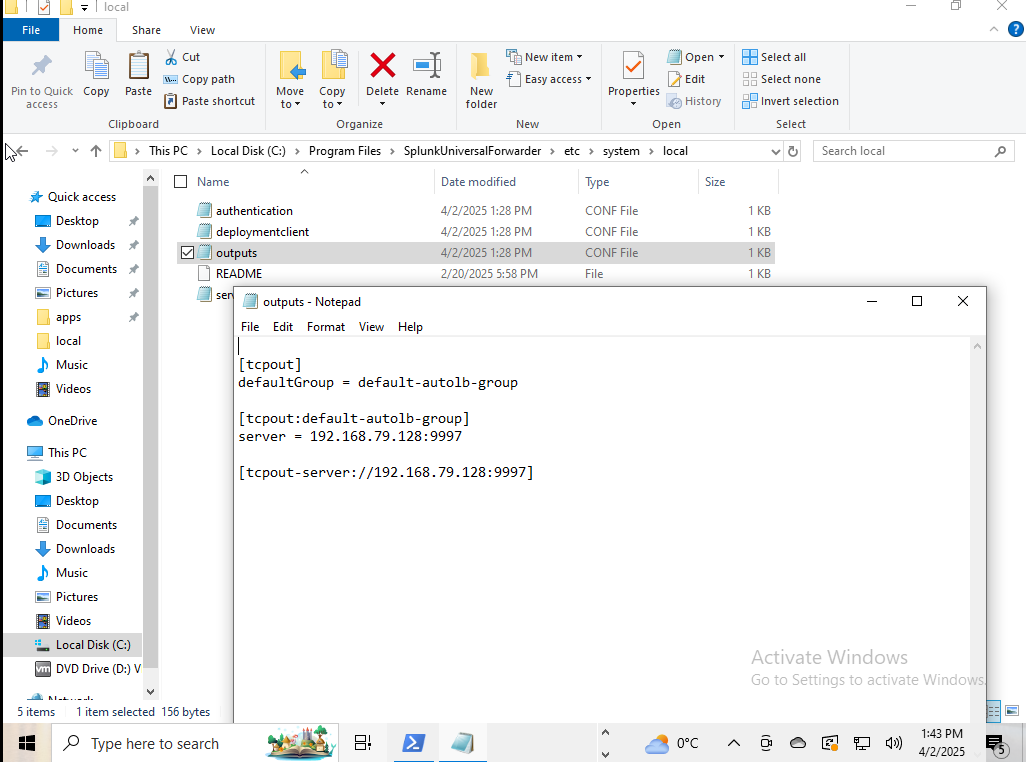 local
File Home Share View
Pin to Quick access
Copy
Paste
Cut
Copy path
Paste shortcut
Clipboard
Move to
Copy to
Delete
Rename
Organize
New folder
New item
Easy access
New
Properties
Open
Edit
History
Open
Select all
Select none
Invert selection
Select
This PC > Local Disk (C:) > Program Files > SplunkUniversalForwarder > etc > system > local
Search local
Name Date modified Type Size
authentication 4/2/2025 1:28 PM CONF File 1 KB
deploymentclient 4/2/2025 1:28 PM CONF File 1 KB
outputs 4/2/2025 1:28 PM CONF File 1 KB
README 2/20/2025 5:58 PM File 1 KB
Quick access
Desktop
Downloads
Documents
Pictures
apps
local
Music
Videos
OneDrive
This PC
3D Objects
Desktop
Documents
Downloads
Music
Pictures
Videos
Local Disk (C:)
DVD Drive (D:) V
outputs - Notepad
File Edit Format View Help
[tcpout]
defaultGroup = default-autolb-group
[tcpout:default-autolb-group]
server = 192.168.79.128:9997
[tcpout-server://192.168.79.128:9997]
Activate Windows
Go to Settings to activate Windows.
5 items 1 item selected 156 bytes
Type here to search
0°C
1:43 PM
4/2/2025
5
vm